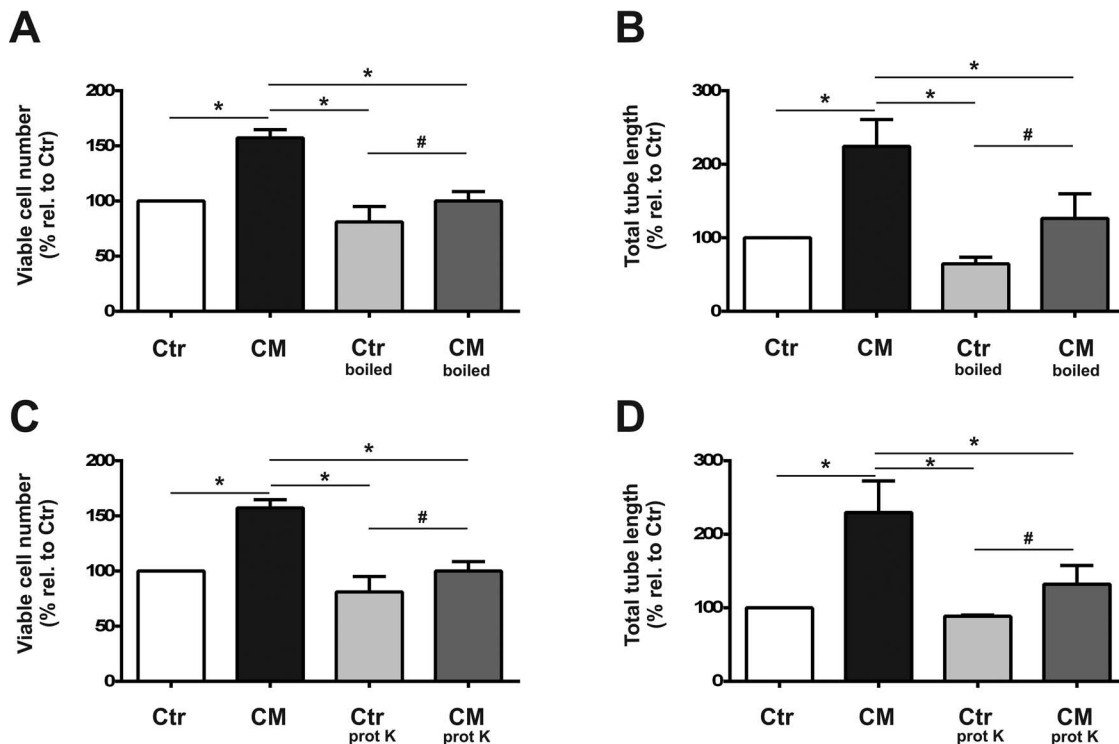 A
Viable cell number
(% rel. to Ctr)
200
150
100
50
0
*
*
*
#
Ctr
CM
Ctr
boiled
CM
boiled
B
Total tube length
(% rel. to Ctr)
300
200
100
0
*
*
*
#
Ctr
CM
Ctr
boiled
CM
boiled
C
Viable cell number
(% rel. to Ctr)
200
150
100
50
0
*
*
*
#
Ctr
CM
Ctr
prot K
CM
prot K
D
Total tube length
(% rel. to Ctr)
300
200
100
0
*
*
*
#
Ctr
CM
Ctr
prot K
CM
prot K